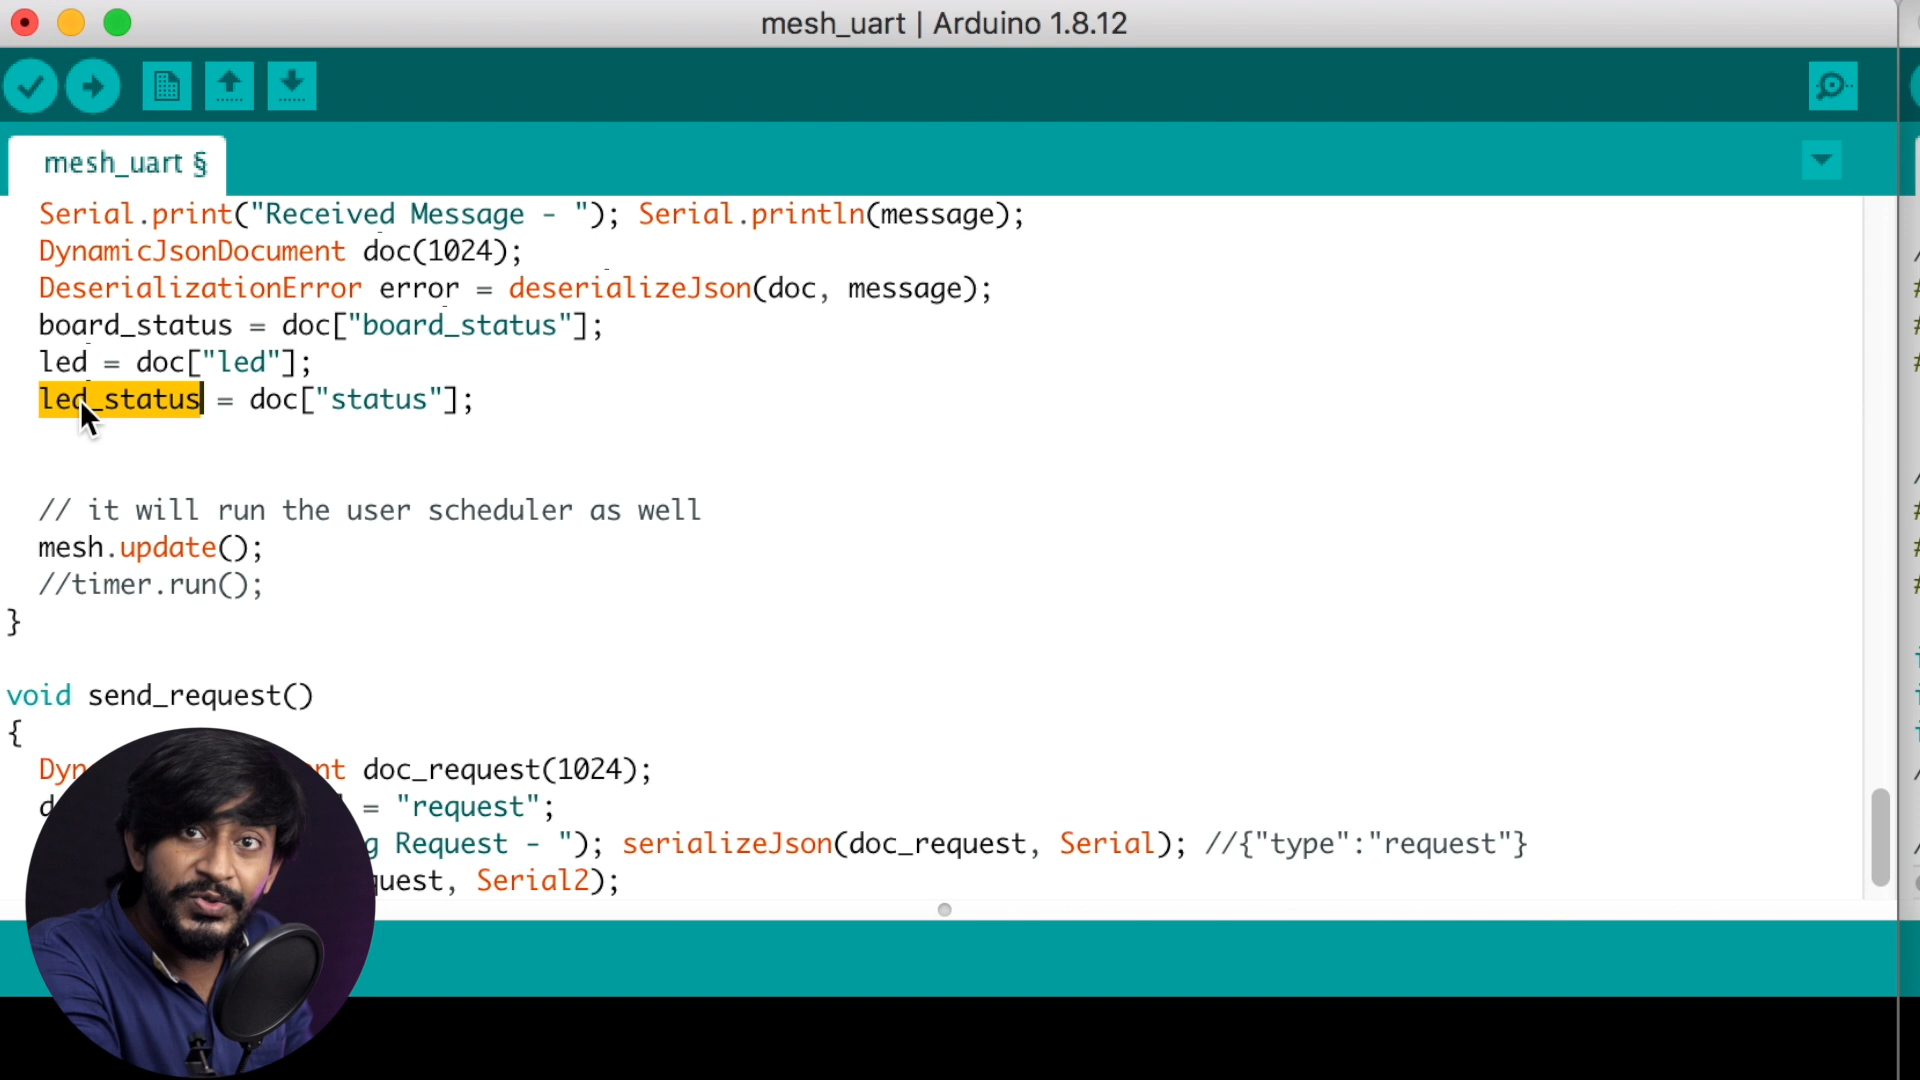 mesh_uart | Arduino 1.8.12
mesh_uart §
Serial.print("Received Message - "); Serial.println(message);
DynamicJsonDocument doc(1024);
DeserializationError error = deserializeJson(doc, message);
board_status = doc["board_status"];
led = doc["led"];
led_status = doc["status"];
// it will run the user scheduler as well
mesh.update();
//timer.run();
}
void send_request()
{
Dyn nt doc_request(1024);
d = "request";
g Request - "); serializeJson(doc_request, Serial); //{"type":"request"}
quest, Serial2);